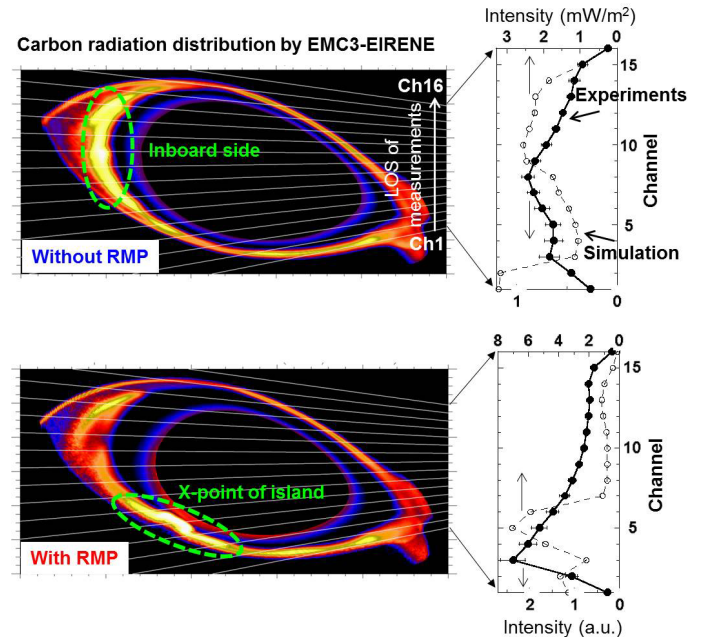 Intensity (mW/m²)
Carbon radiation distribution by EMC3-EIRENE
3 2 1 0
Ch16
LOS of
measurements
Ch1
Inboard side
Without RMP
15
10
5
0
Experiments
Simulation
Channel
1 0
8 6 4 2 0
X-point of island
With RMP
15
10
5
0
Channel
2 1 0
Intensity (a.u.)